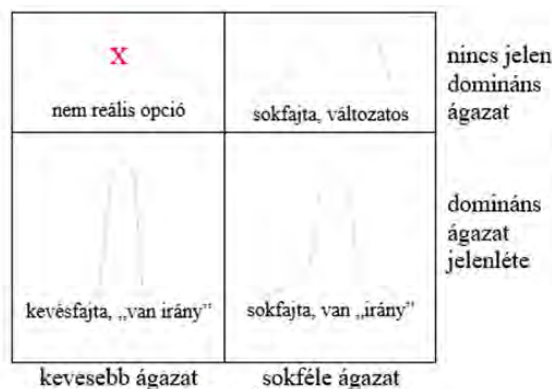 X
nem reális opció
sokfajta, változatos
nincs jelen
domináns
ágazat
kevésfajta, „van irány”
sokfajta, van „irány”
domináns
ágazat
jelenléte
kevesebb ágazat
sokféle ágazat